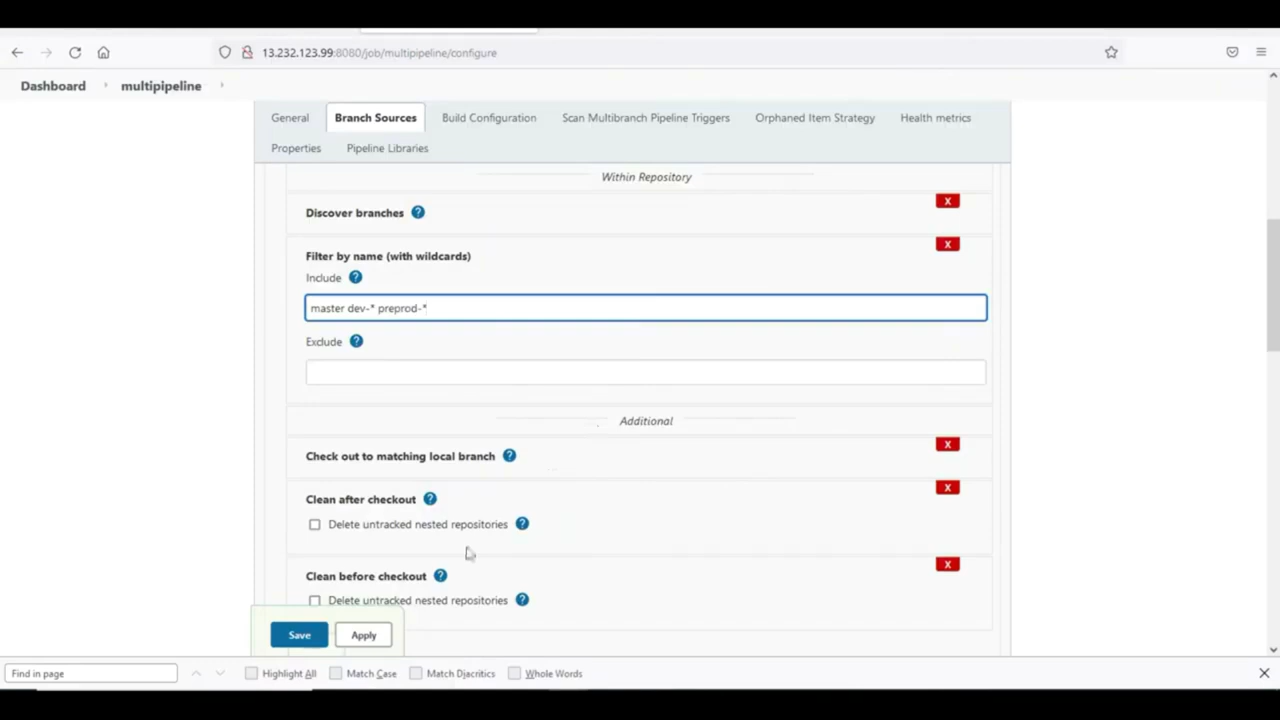 13.232.123.99:8080/job/multipipeline/configure
Dashboard multipipeline
General Branch Sources Build Configuration Scan Multibranch Pipeline Triggers Orphaned Item Strategy Health metrics
Properties Pipeline Libraries
Within Repository
X
Discover branches ?
X
Filter by name (with wildcards)
Include ?
master dev-* preprod-*
Exclude ?
Additional
X
Check out to matching local branch ?
X
Clean after checkout ?
Delete untracked nested repositories ?
X
Clean before checkout ?
Delete untracked nested repositories ?
Save Apply
Find in page Highlight All Match Case Match Diacritics Whole Words